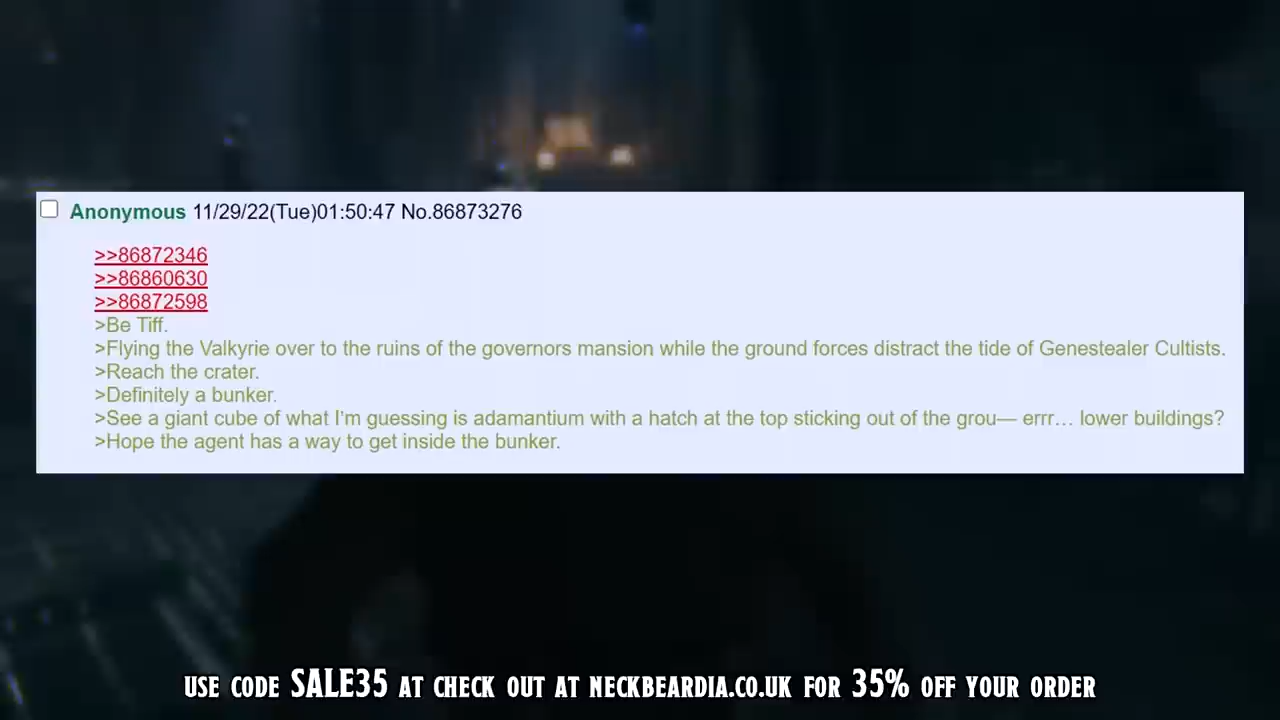 Anonymous 11/29/22(Tue)01:50:47 No.86873276
>>86872346
>>86860630
>>86872598
>Be Tiff.
>Flying the Valkyrie over to the ruins of the governors mansion while the ground forces distract the tide of Genestealer Cultists.
>Reach the crater.
>Definitely a bunker.
>See a giant cube of what I'm guessing is adamantium with a hatch at the top sticking out of the grou— errr… lower buildings?
>Hope the agent has a way to get inside the bunker.
USE CODE SALE35 AT CHECK OUT AT NECKBEARDIA.CO.UK FOR 35% OFF YOUR ORDER